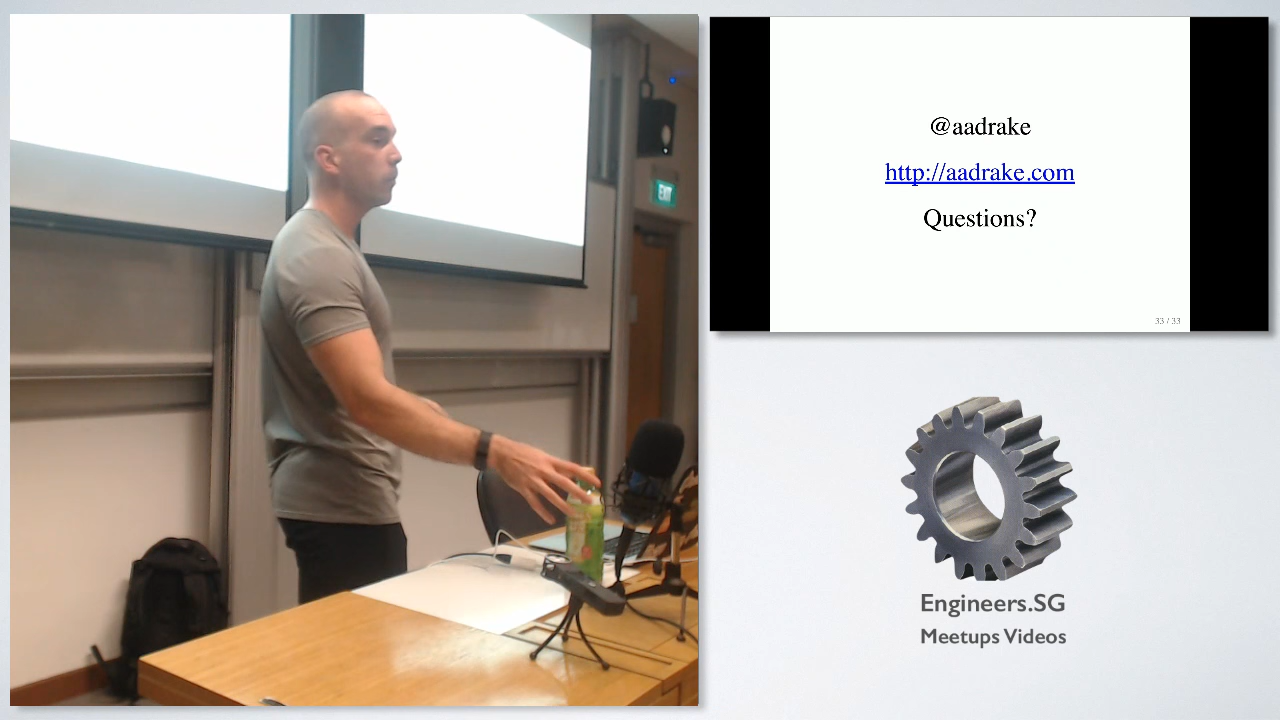 EXIT
@aadrake
http://aadrake.com
Questions?
33 / 33
Engineers.SG
Meetups Videos